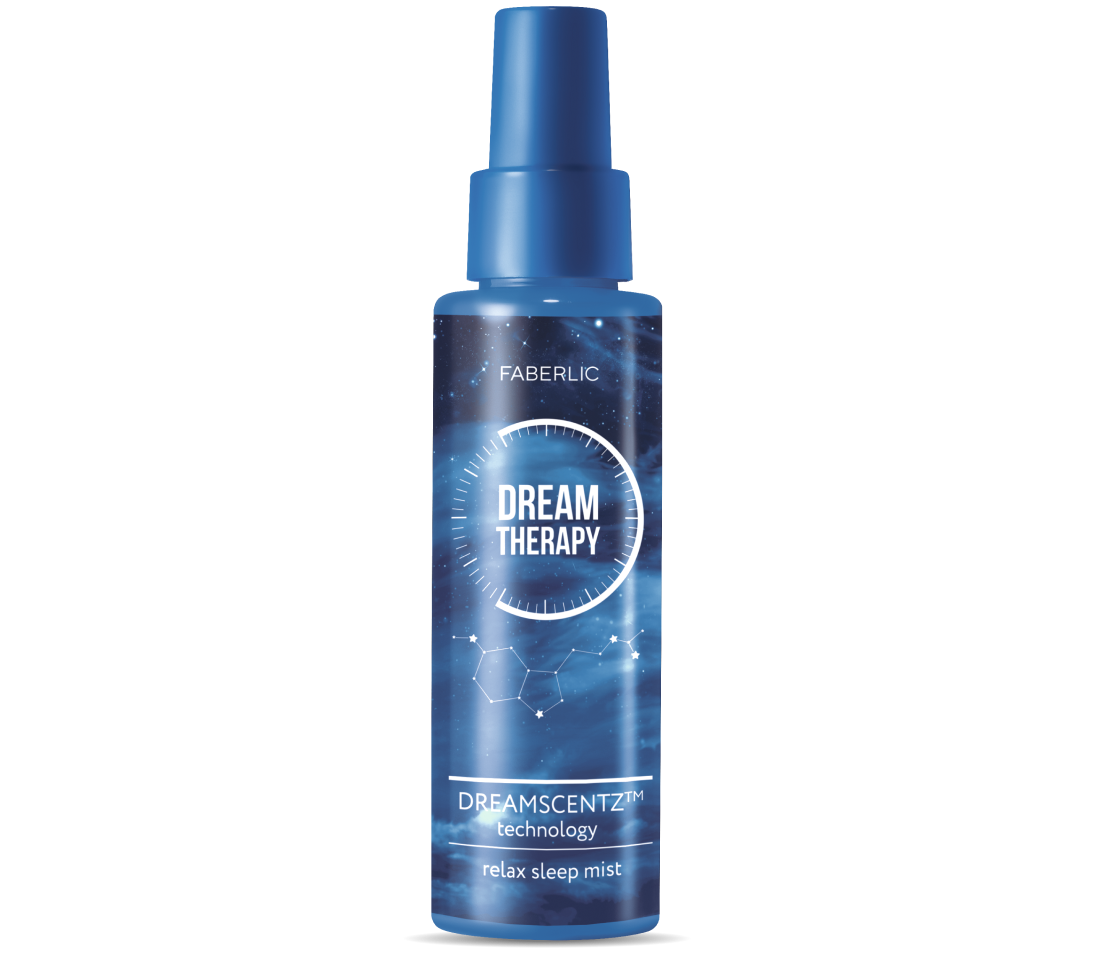 FABERLIC
DREAM
THERAPY
DREAMSCENTZ™
technology
relax sleep mist